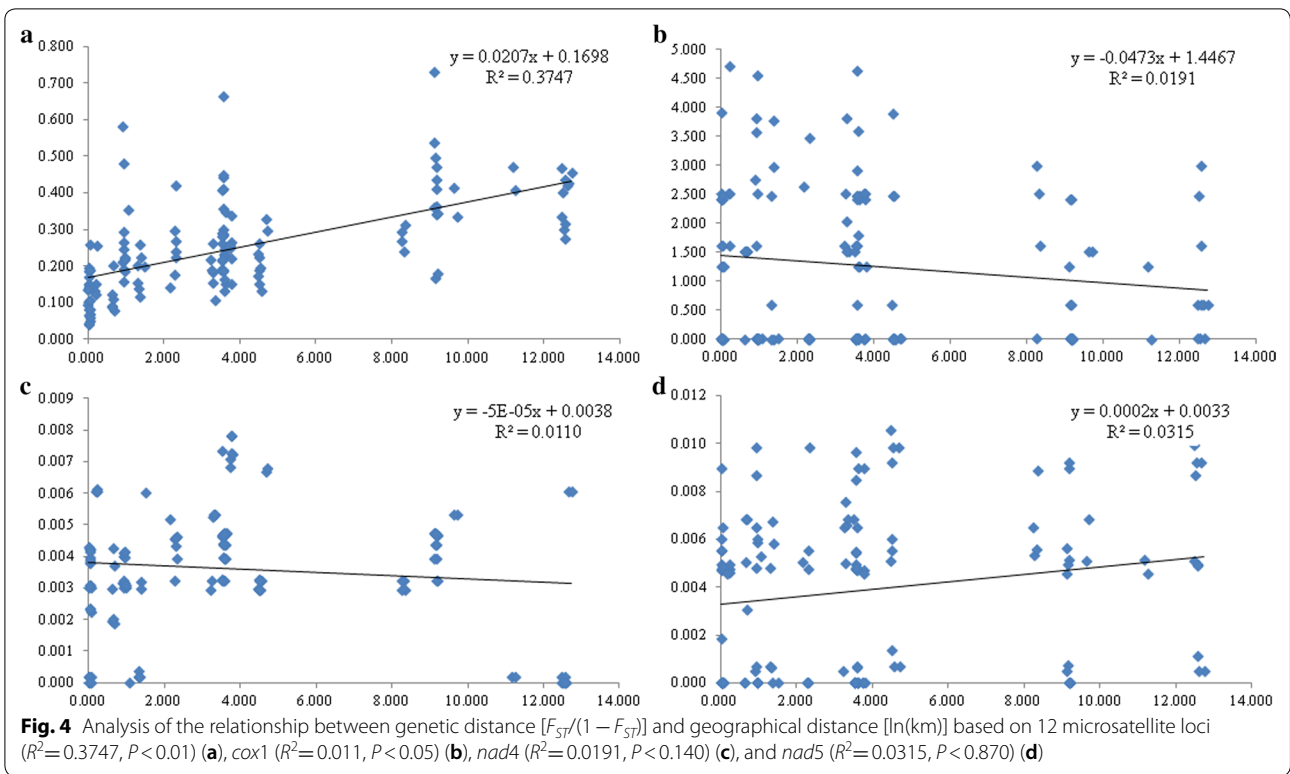 a
0.800
0.700
0.600
0.500
0.400
0.300
0.200
0.100
0.000
0.000 2.000 4.000 6.000 8.000 10.000 12.000 14.000
y = 0.0207x + 0.1698
R² = 0.3747
b
5.000
4.500
4.000
3.500
3.000
2.500
2.000
1.500
1.000
0.500
0.000
0.000 2.000 4.000 6.000 8.000 10.000 12.000 14.000
y = -0.0473x + 1.4467
R² = 0.0191
c
0.009
0.008
0.007
0.006
0.005
0.004
0.003
0.002
0.001
0.000
0.000 2.000 4.000 6.000 8.000 10.000 12.000 14.000
y = -5E-05x + 0.0038
R² = 0.0110
d
0.012
0.010
0.008
0.006
0.004
0.002
0.000
0.000 2.000 4.000 6.000 8.000 10.000 12.000 14.000
y = 0.0002x + 0.0033
R² = 0.0315
Fig. 4 Analysis of the relationship between genetic distance [F_ST/(1 − F_ST)] and geographical distance [ln(km)] based on 12 microsatellite loci
(R² = 0.3747, P < 0.01) (a), cox1 (R² = 0.011, P < 0.05) (b), nad4 (R² = 0.0191, P < 0.140) (c), and nad5 (R² = 0.0315, P < 0.870) (d)